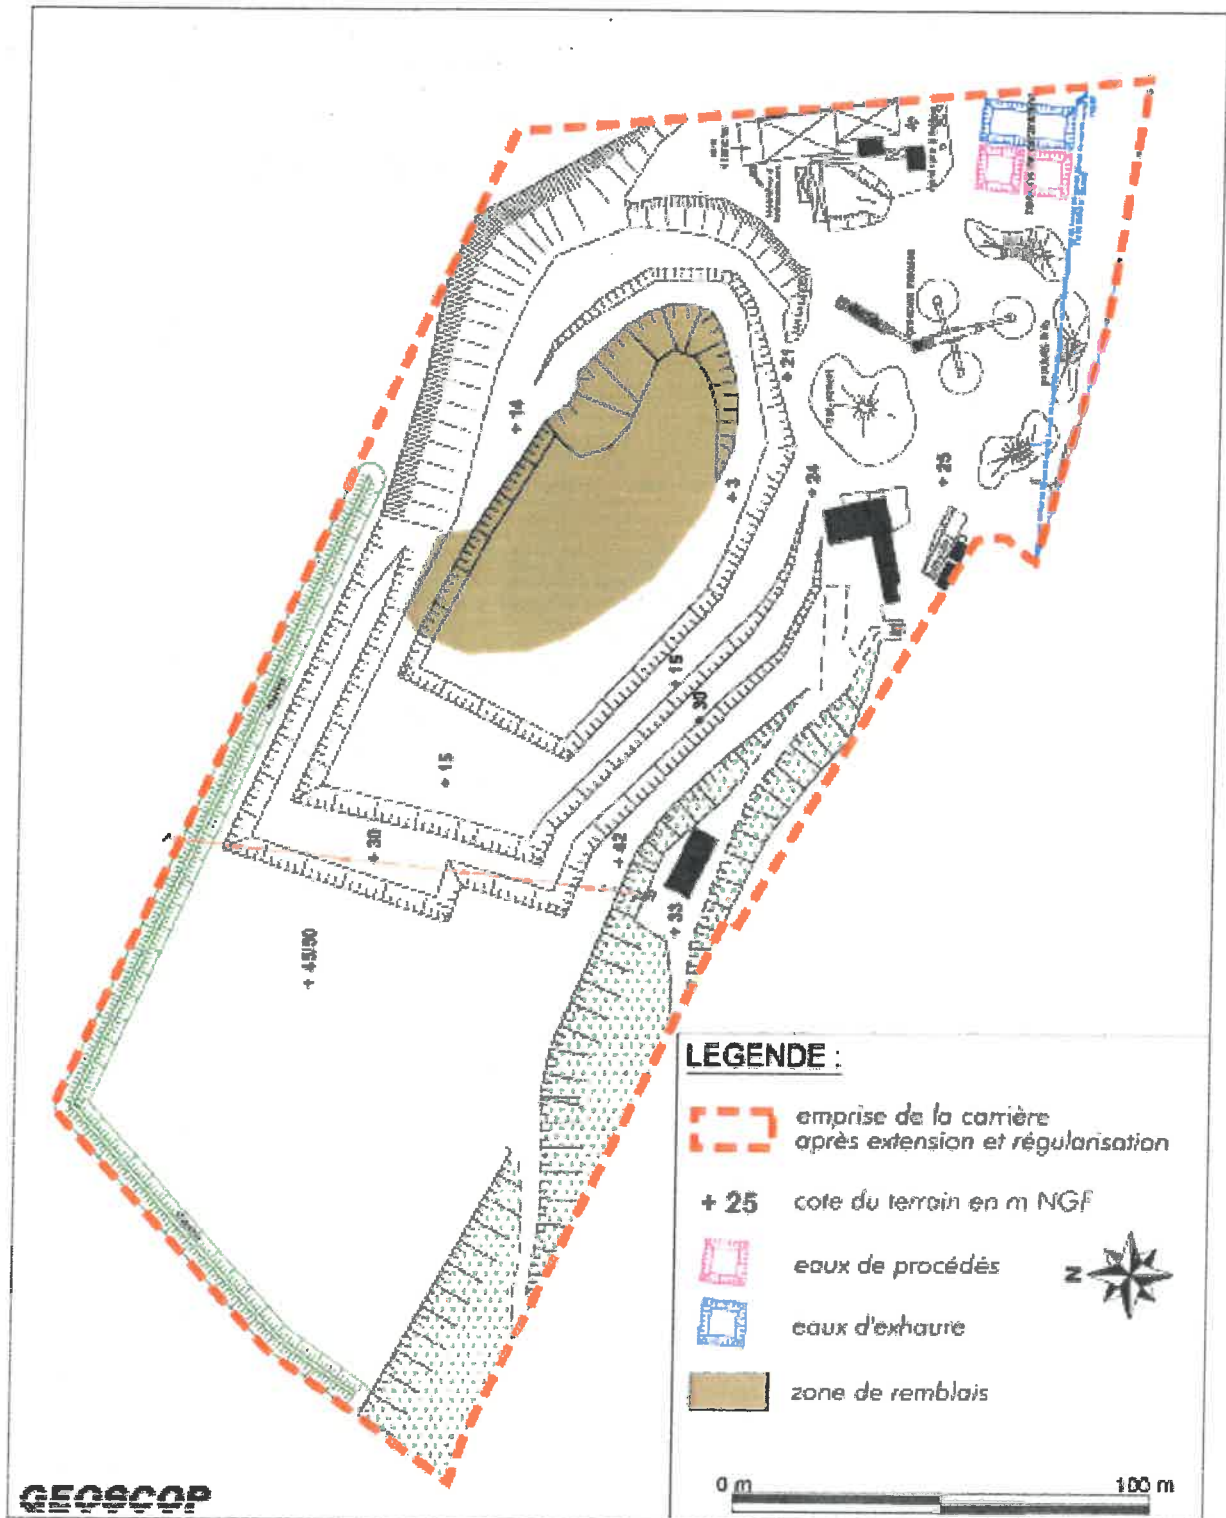 + 14
+ 21
+ 3
+ 24
+ 25
+ 15
+ 30
+ 15
+ 30
+ 42
+ 33
+ 45/50
LEGENDE :
emprise de la carrière
après extension et régularisation
+ 25 cote du terrain en m NGF
eaux de procédés
N
eaux d'exhaure
zone de remblais
0 m 100 m
GEOSCOP